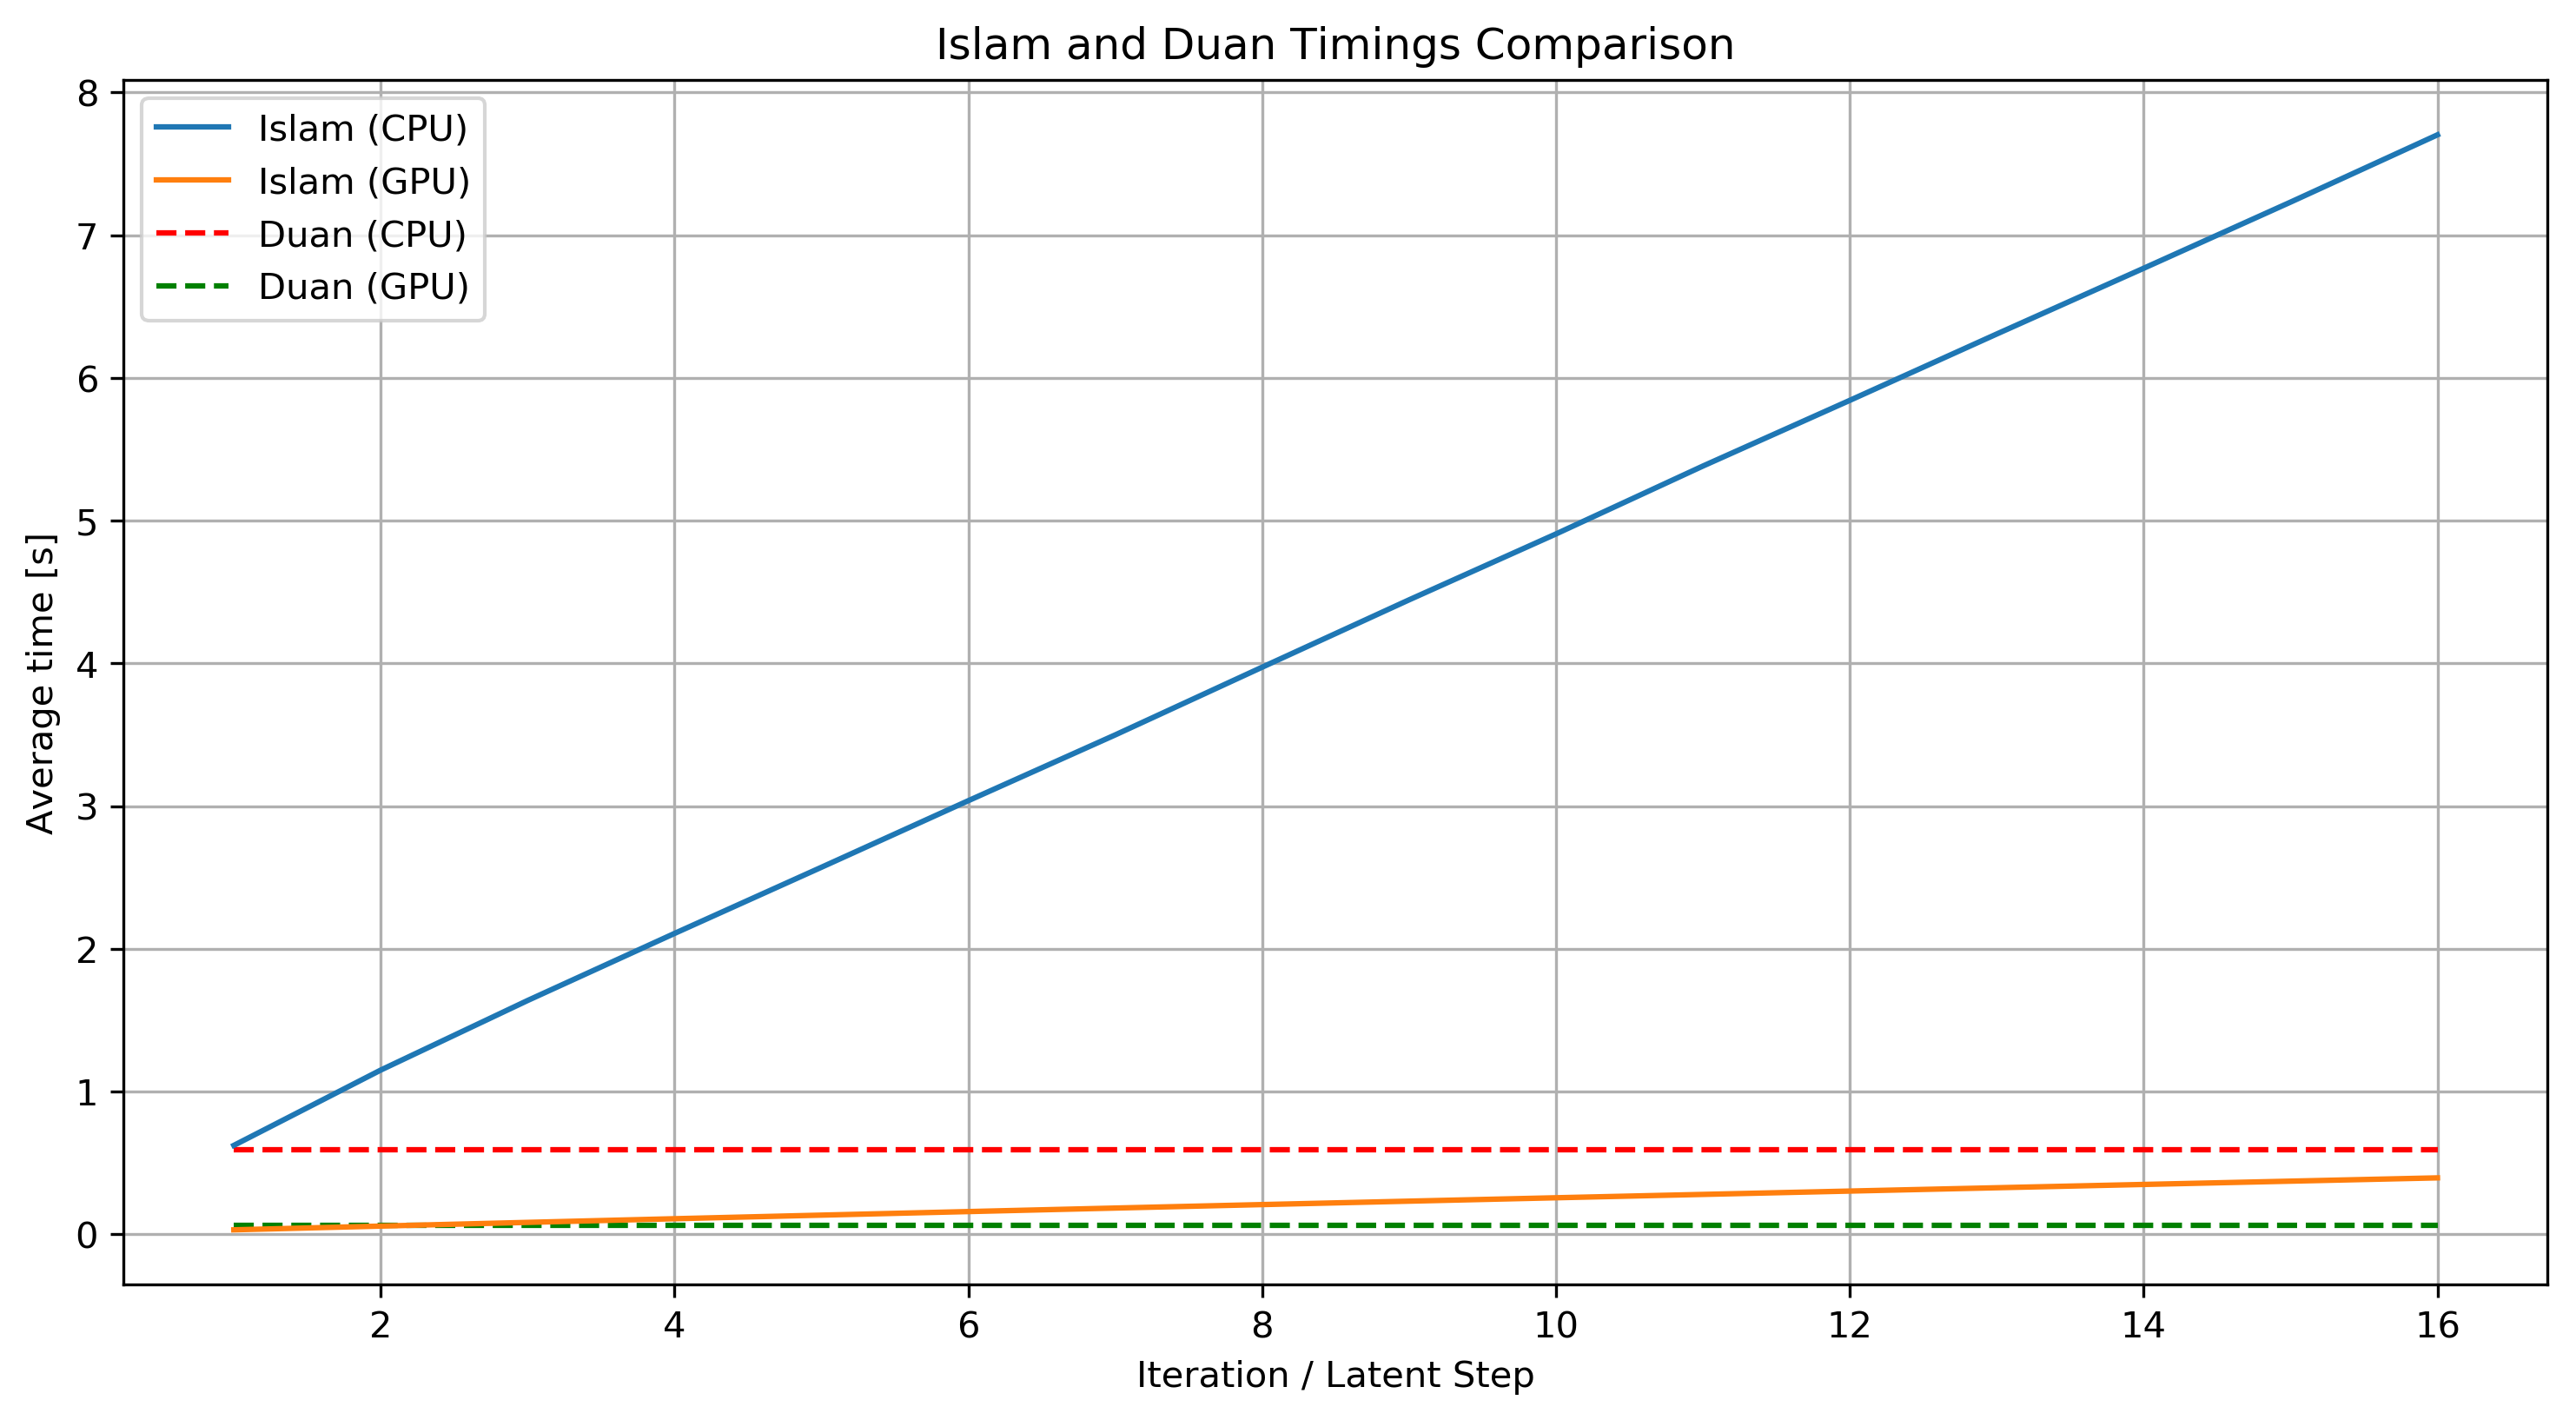 Islam and Duan Timings Comparison
Islam (CPU)
Islam (GPU)
Duan (CPU)
Duan (GPU)
Average time [s]
8
7
6
5
4
3
2
1
0
2 4 6 8 10 12 14 16
Iteration / Latent Step